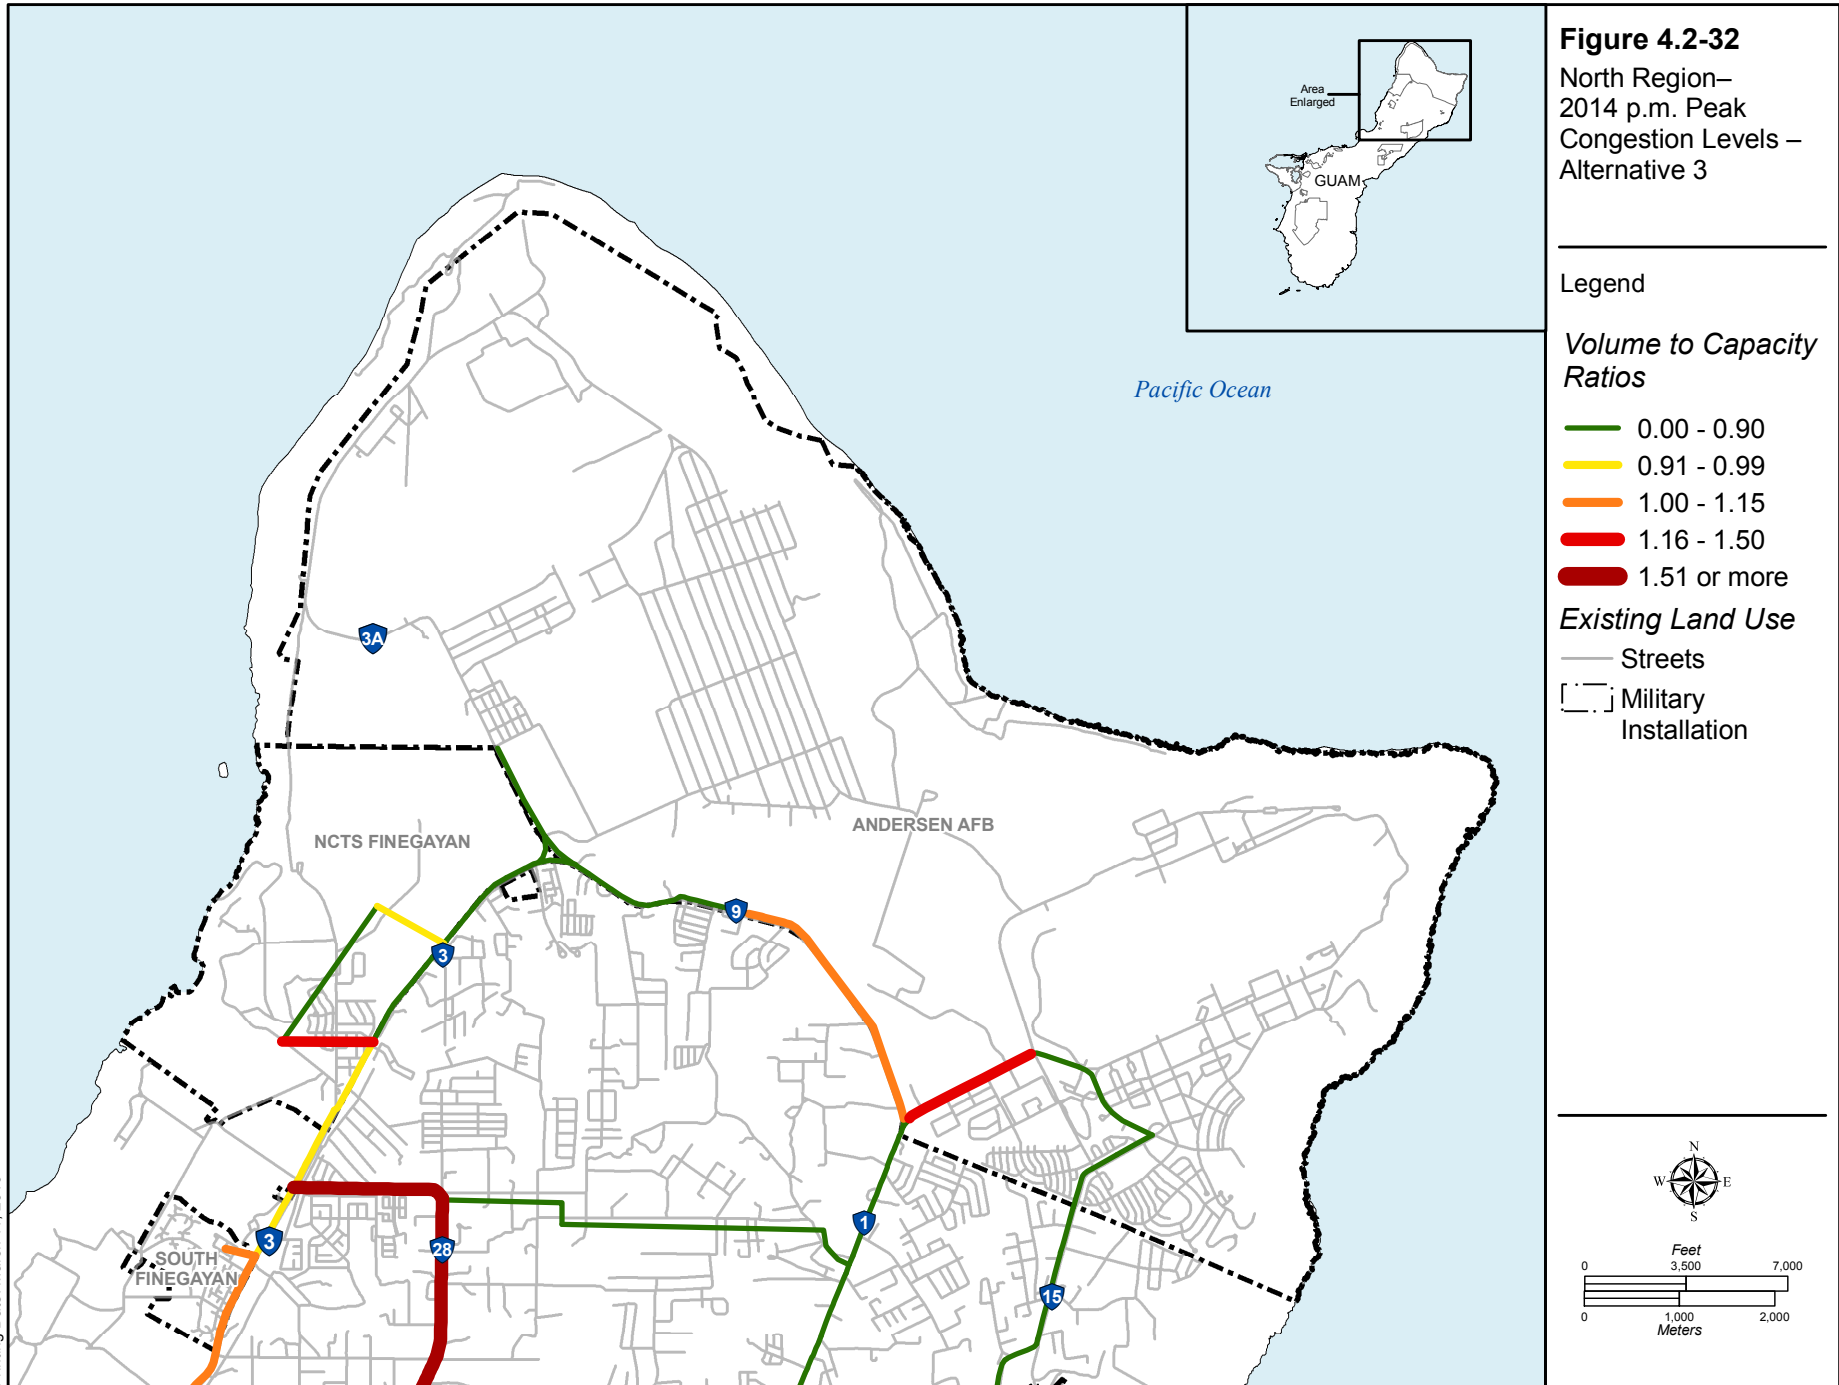 Figure 4.2-32
North Region–
2014 p.m. Peak
Congestion Levels –
Alternative 3
Legend
Volume to Capacity
Ratios
0.00 - 0.90
0.91 - 0.99
1.00 - 1.15
1.16 - 1.50
1.51 or more
Existing Land Use
Streets
Military
Installation
N
W
E
S
Feet
0
3,500
7,000
0
1,000
2,000
Meters
Area
Enlarged
GUAM
Pacific Ocean
3A
NCTS FINEGAYAN
ANDERSEN AFB
9
3
1
3
28
SOUTH
FINEGAYAN
15